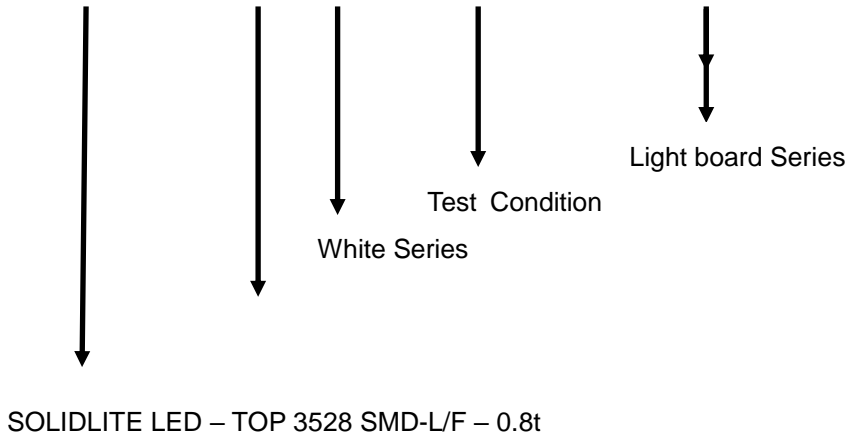 Light board Series
Test Condition
White Series
SOLIDLITE LED – TOP 3528 SMD-L/F – 0.8t